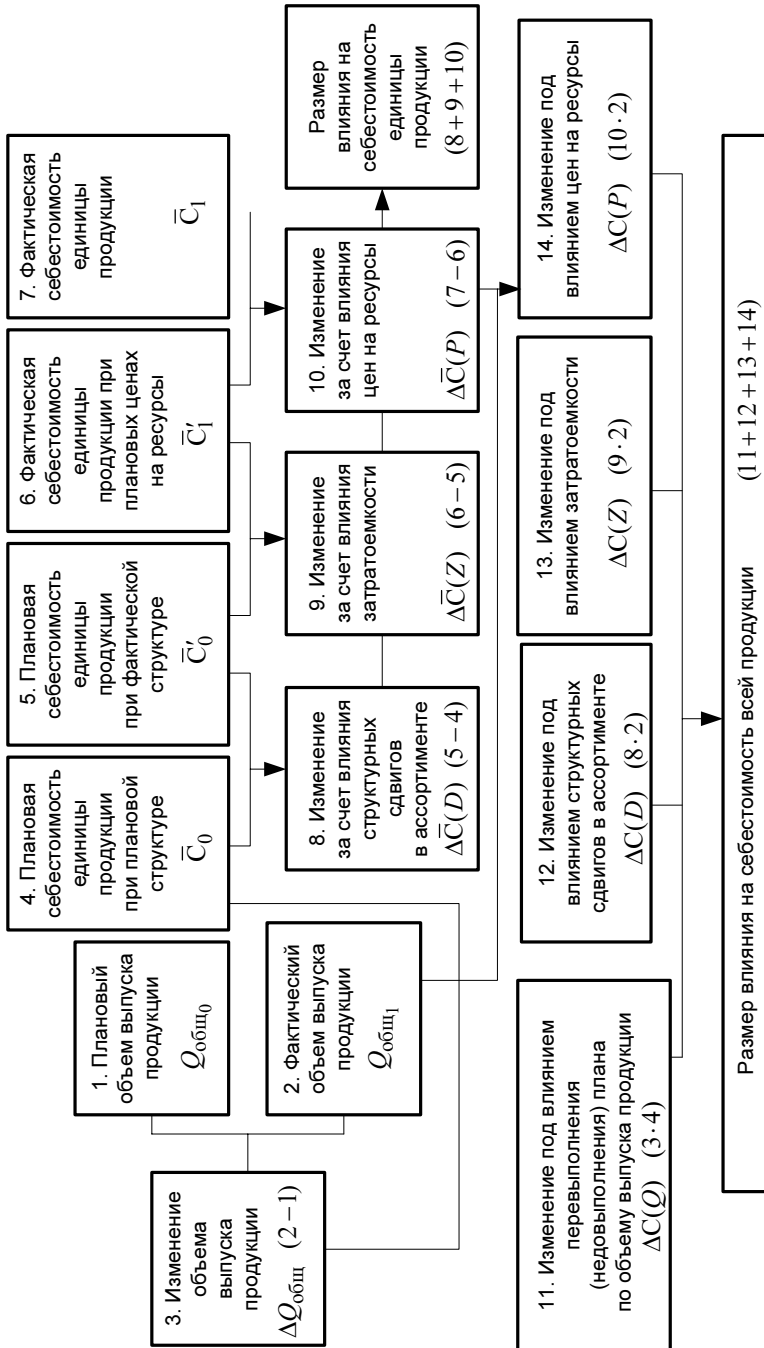 1. Плановый
объем выпуска
продукции
Qобщ₀
2. Фактический
объем выпуска
продукции
Qобщ₁
3. Изменение
объема
выпуска
продукции
ΔQобщ (2−1)
4. Плановая
себестоимость
единицы
продукции
при плановой
структуре
C̅₀
5. Плановая
себестоимость
единицы
продукции
при фактической
структуре
C̅′₀
6. Фактическая
себестоимость
единицы
продукции при
плановых ценах
на ресурсы
C̅′₁
7. Фактическая
себестоимость
единицы
продукции
C̅₁
8. Изменение
за счет влияния
структурных
сдвигов
в ассортименте
ΔC̅(D) (5−4)
9. Изменение
за счет влияния
затратоемкости
ΔC̅(Z) (6−5)
10. Изменение
за счет влияния
цен на ресурсы
ΔC̅(P) (7−6)
Размер
влияния на
себестоимость
единицы
продукции
(8+9+10)
11. Изменение под влиянием
перевыполнения
(недовыполнения) плана
по объему выпуска продукции
ΔC(Q) (3·4)
12. Изменение под
влиянием структурных
сдвигов в ассортименте
ΔC(D) (8·2)
13. Изменение под
влиянием затратоемкости
ΔC(Z) (9·2)
14. Изменение под
влиянием цен на ресурсы
ΔC(P) (10·2)
Размер влияния на себестоимость всей продукции (11+12+13+14)